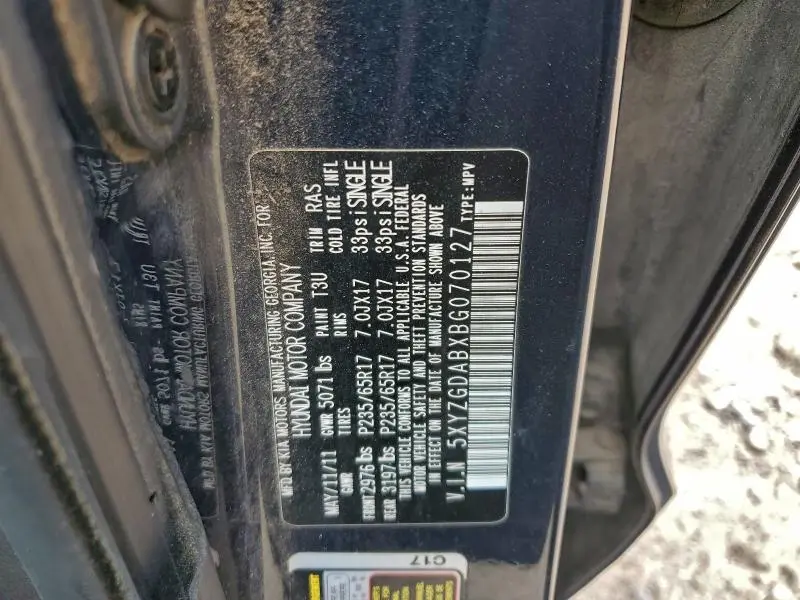 MFD BY KIA MOTORS MANUFACTURING GEORGIA, INC. FOR
HYUNDAI MOTOR COMPANY
MAY/11/11 GVWR 5071 lbs PAINT T3U TRIM RAS
GAWR TIRES RIMS COLD TIRE INFL
FRONT 2976 lbs P235/65R17 7.0JX17 33psi SINGLE
REAR 3197 lbs P235/65R17 7.0JX17 33psi SINGLE
THIS VEHICLE CONFORMS TO ALL APPLICABLE U.S.A. FEDERAL
MOTOR VEHICLE SAFETY AND THEFT PREVENTION STANDARDS
IN EFFECT ON THE DATE OF MANUFACTURE SHOWN ABOVE
V.I.N 5XYZGDABXBG070127 TYPE:MPV
C17